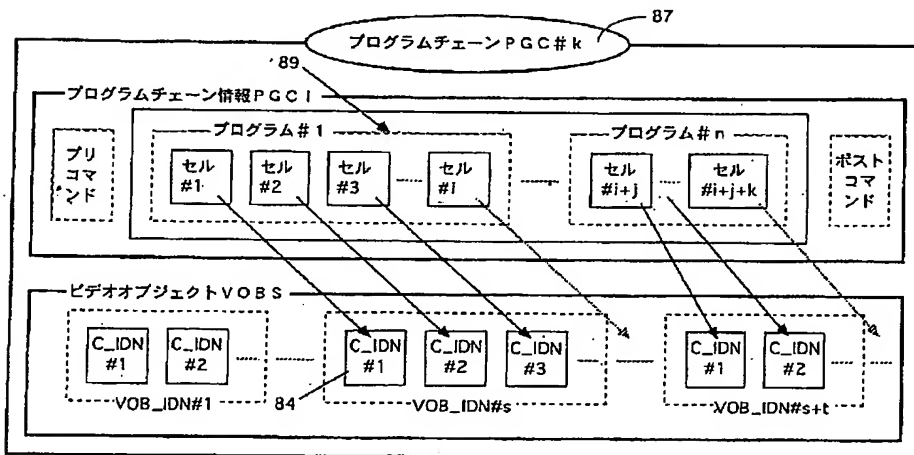 プログラムチェーンPGC#k
87
89
プログラムチェーン情報PGCI
プログラム#1
プログラム#n
プリ
コマ
ンド
セル
#1
セル
#2
セル
#3
セル
#i
セル
#i+j
セル
#i+j+k
ポスト
コマ
ンド
ビデオオブジェクトVOBS
C_IDN
#1
C_IDN
#2
C_IDN
#1
C_IDN
#2
C_IDN
#3
C_IDN
#1
C_IDN
#2
VOB_IDN#1
84
VOB_IDN#s
VOB_IDN#s+t